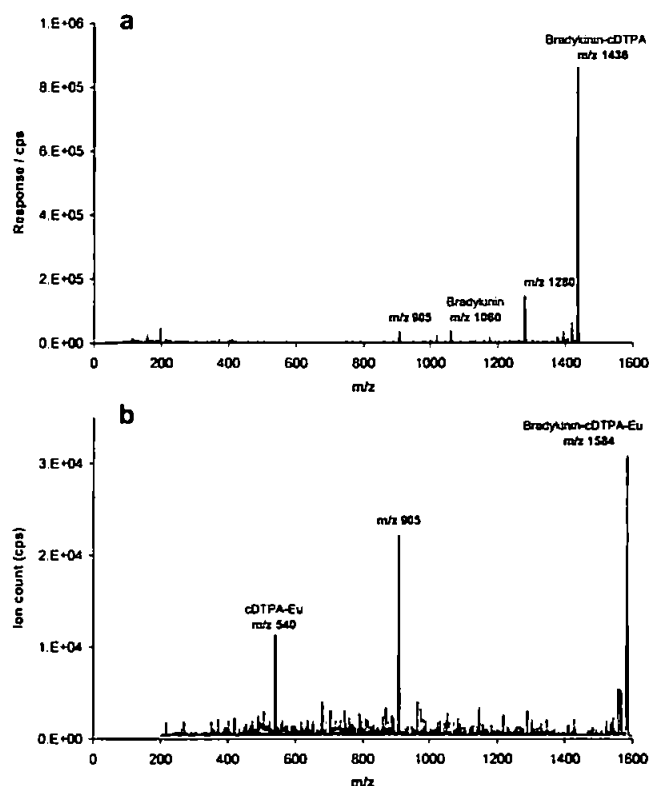 a
1.E+06
8.E+05
6.E+05
4.E+05
2.E+05
0.E+00
Response / cps
Bradykinin-cDTPA
m/z 1438
m/z 1280
Bradykinin
m/z 1060
m/z 905
0 200 400 600 800 1000 1200 1400 1600
m/z
b
3.E+04
2.E+04
1.E+04
0.E+00
Ion count (cps)
Bradykinin-cDTPA-Eu
m/z 1584
m/z 905
cDTPA-Eu
m/z 540
0 200 400 600 800 1000 1200 1400 1600
m/z